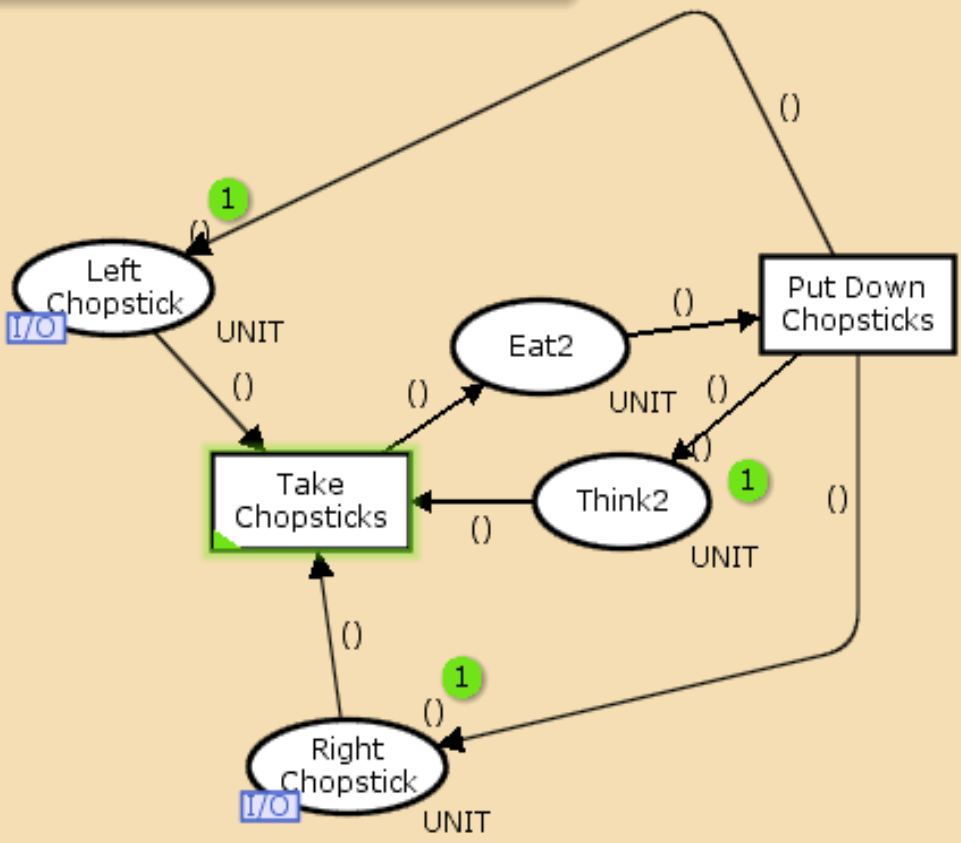 ()
1
()
Left
Chopstick
I/O
UNIT
()
Put Down
Chopsticks
()
Eat2
UNIT
()
()
()
1
Think2
UNIT
()
Take
Chopsticks
()
()
1
()
Right
Chopstick
I/O
UNIT
()